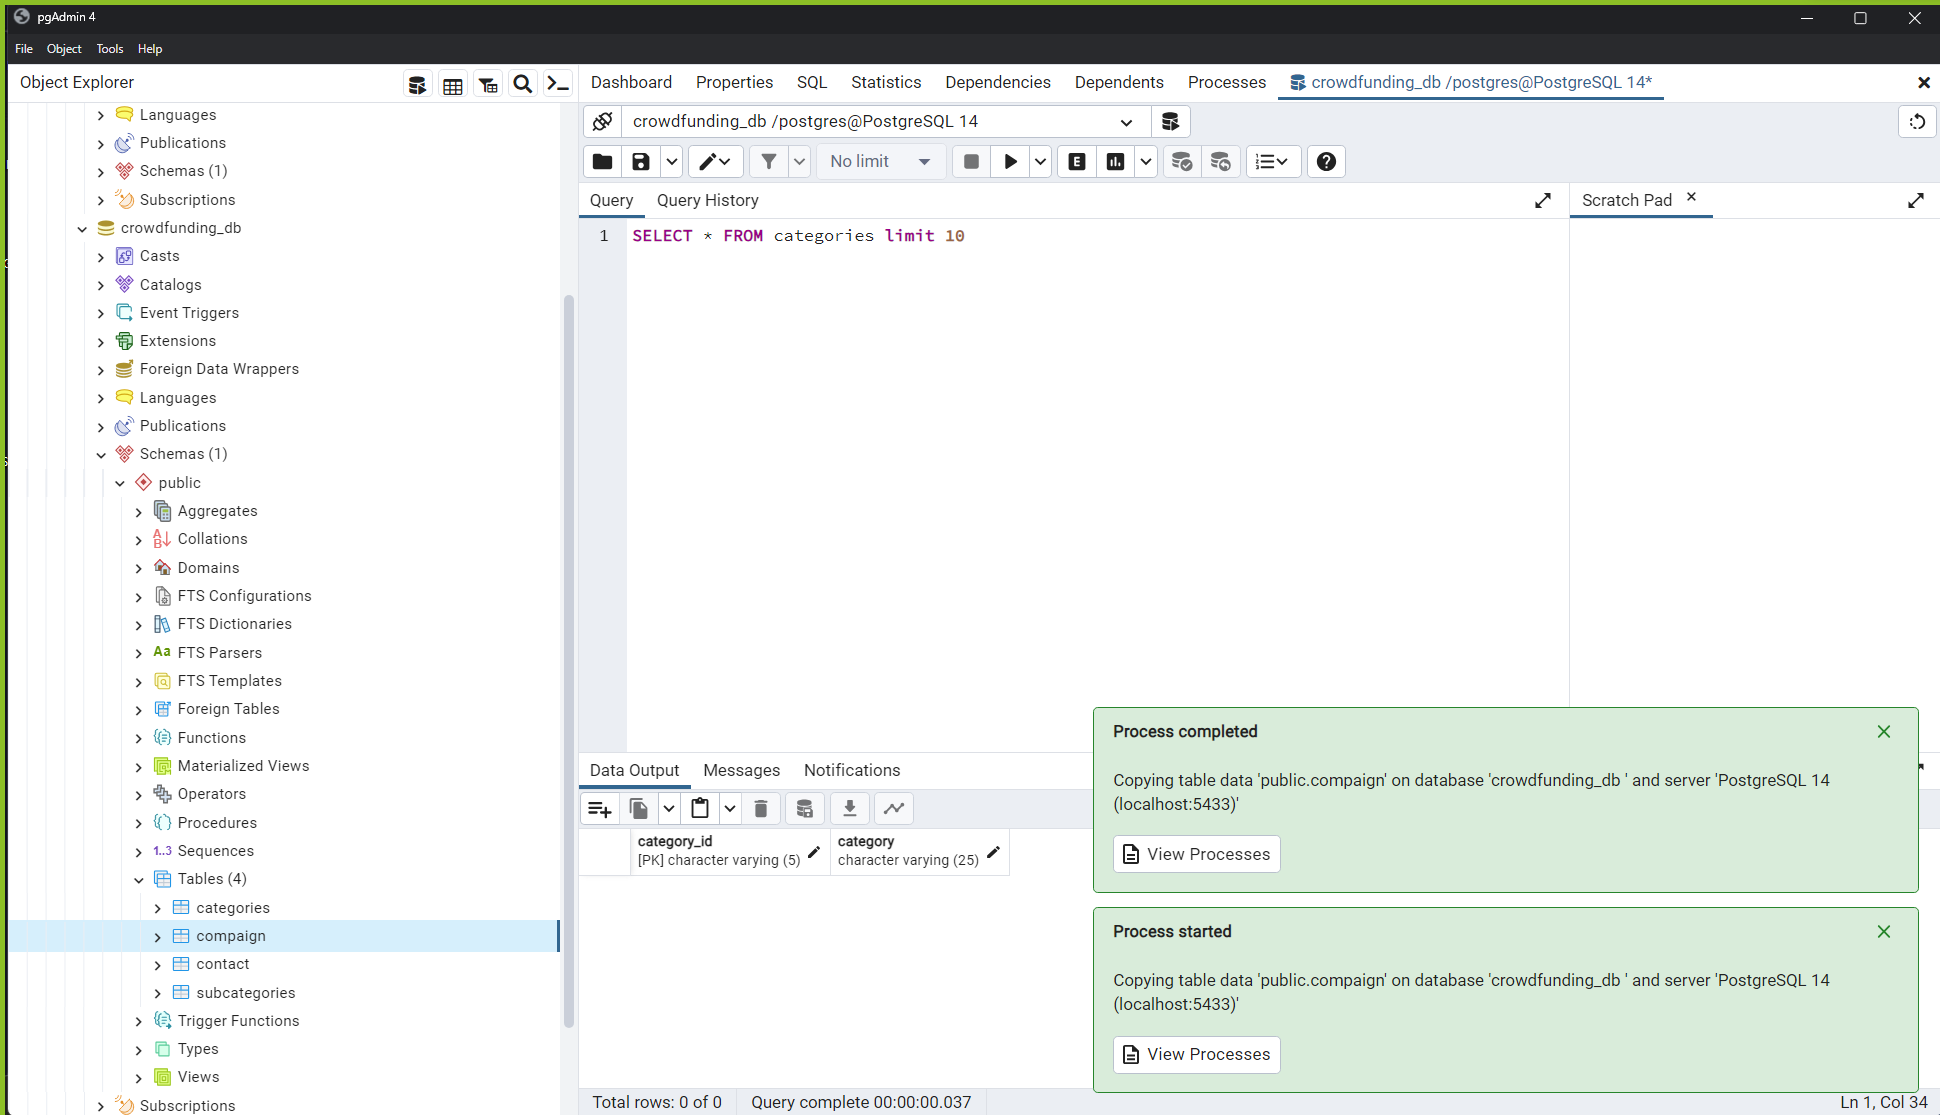 pgAdmin 4
File Object Tools Help
Object Explorer
Dashboard Properties SQL Statistics Dependencies Dependents Processes crowdfunding_db /postgres@PostgreSQL 14*
Languages
Publications
Schemas (1)
Subscriptions
crowdfunding_db
Casts
Catalogs
Event Triggers
Extensions
Foreign Data Wrappers
Languages
Publications
Schemas (1)
public
Aggregates
Collations
Domains
FTS Configurations
FTS Dictionaries
Aa FTS Parsers
FTS Templates
Foreign Tables
Functions
Materialized Views
Operators
Procedures
1..3 Sequences
Tables (4)
categories
compaign
contact
subcategories
Trigger Functions
Types
Views
Subscriptions
crowdfunding_db /postgres@PostgreSQL 14
No limit
E
Query Query History
Scratch Pad
1 SELECT * FROM categories limit 10
Data Output Messages Notifications
category_id
[PK] character varying (5)
category
character varying (25)
Process completed
Copying table data 'public.compaign' on database 'crowdfunding_db ' and server 'PostgreSQL 14
(localhost:5433)'
View Processes
Process started
Copying table data 'public.compaign' on database 'crowdfunding_db ' and server 'PostgreSQL 14
(localhost:5433)'
View Processes
Total rows: 0 of 0 Query complete 00:00:00.037 Ln 1, Col 34